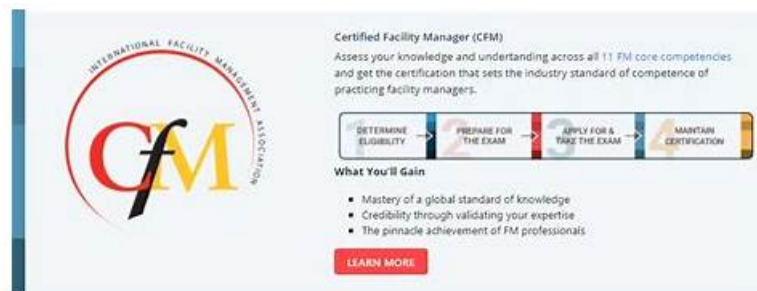 INTERNATIONAL FACILITY MANAGEMENT ASSOCIATION
CfM
Certified Facility Manager (CFM)
Assess your knowledge and undertanding across all 11 FM core competencies
and get the certification that sets the industry standard of competence of
practicing facility managers.
1 DETERMINE
ELIGIBILITY
2 PREPARE FOR
THE EXAM
3 APPLY FOR &
TAKE THE EXAM
4 MAINTAIN
CERTIFICATION
What You'll Gain
▪ Mastery of a global standard of knowledge
▪ Credibility through validating your expertise
▪ The pinnacle achievement of FM professionals
LEARN MORE